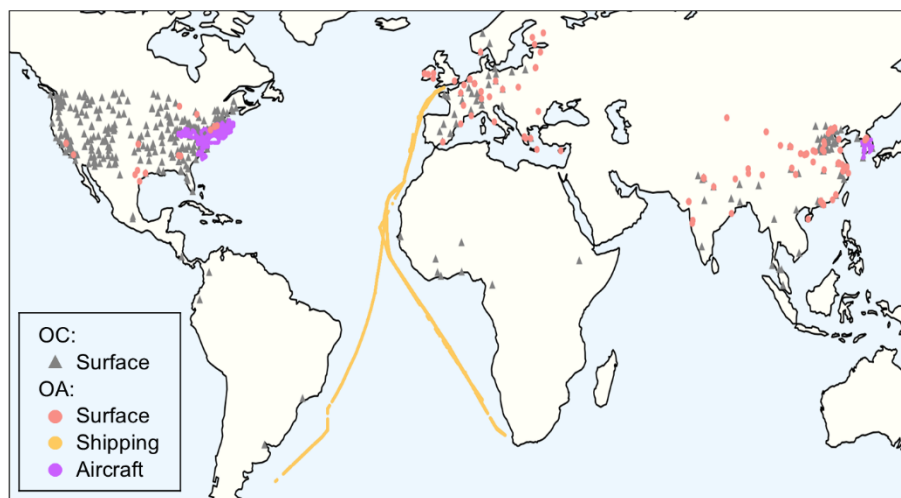 OC:
Surface
OA:
Surface
Shipping
Aircraft